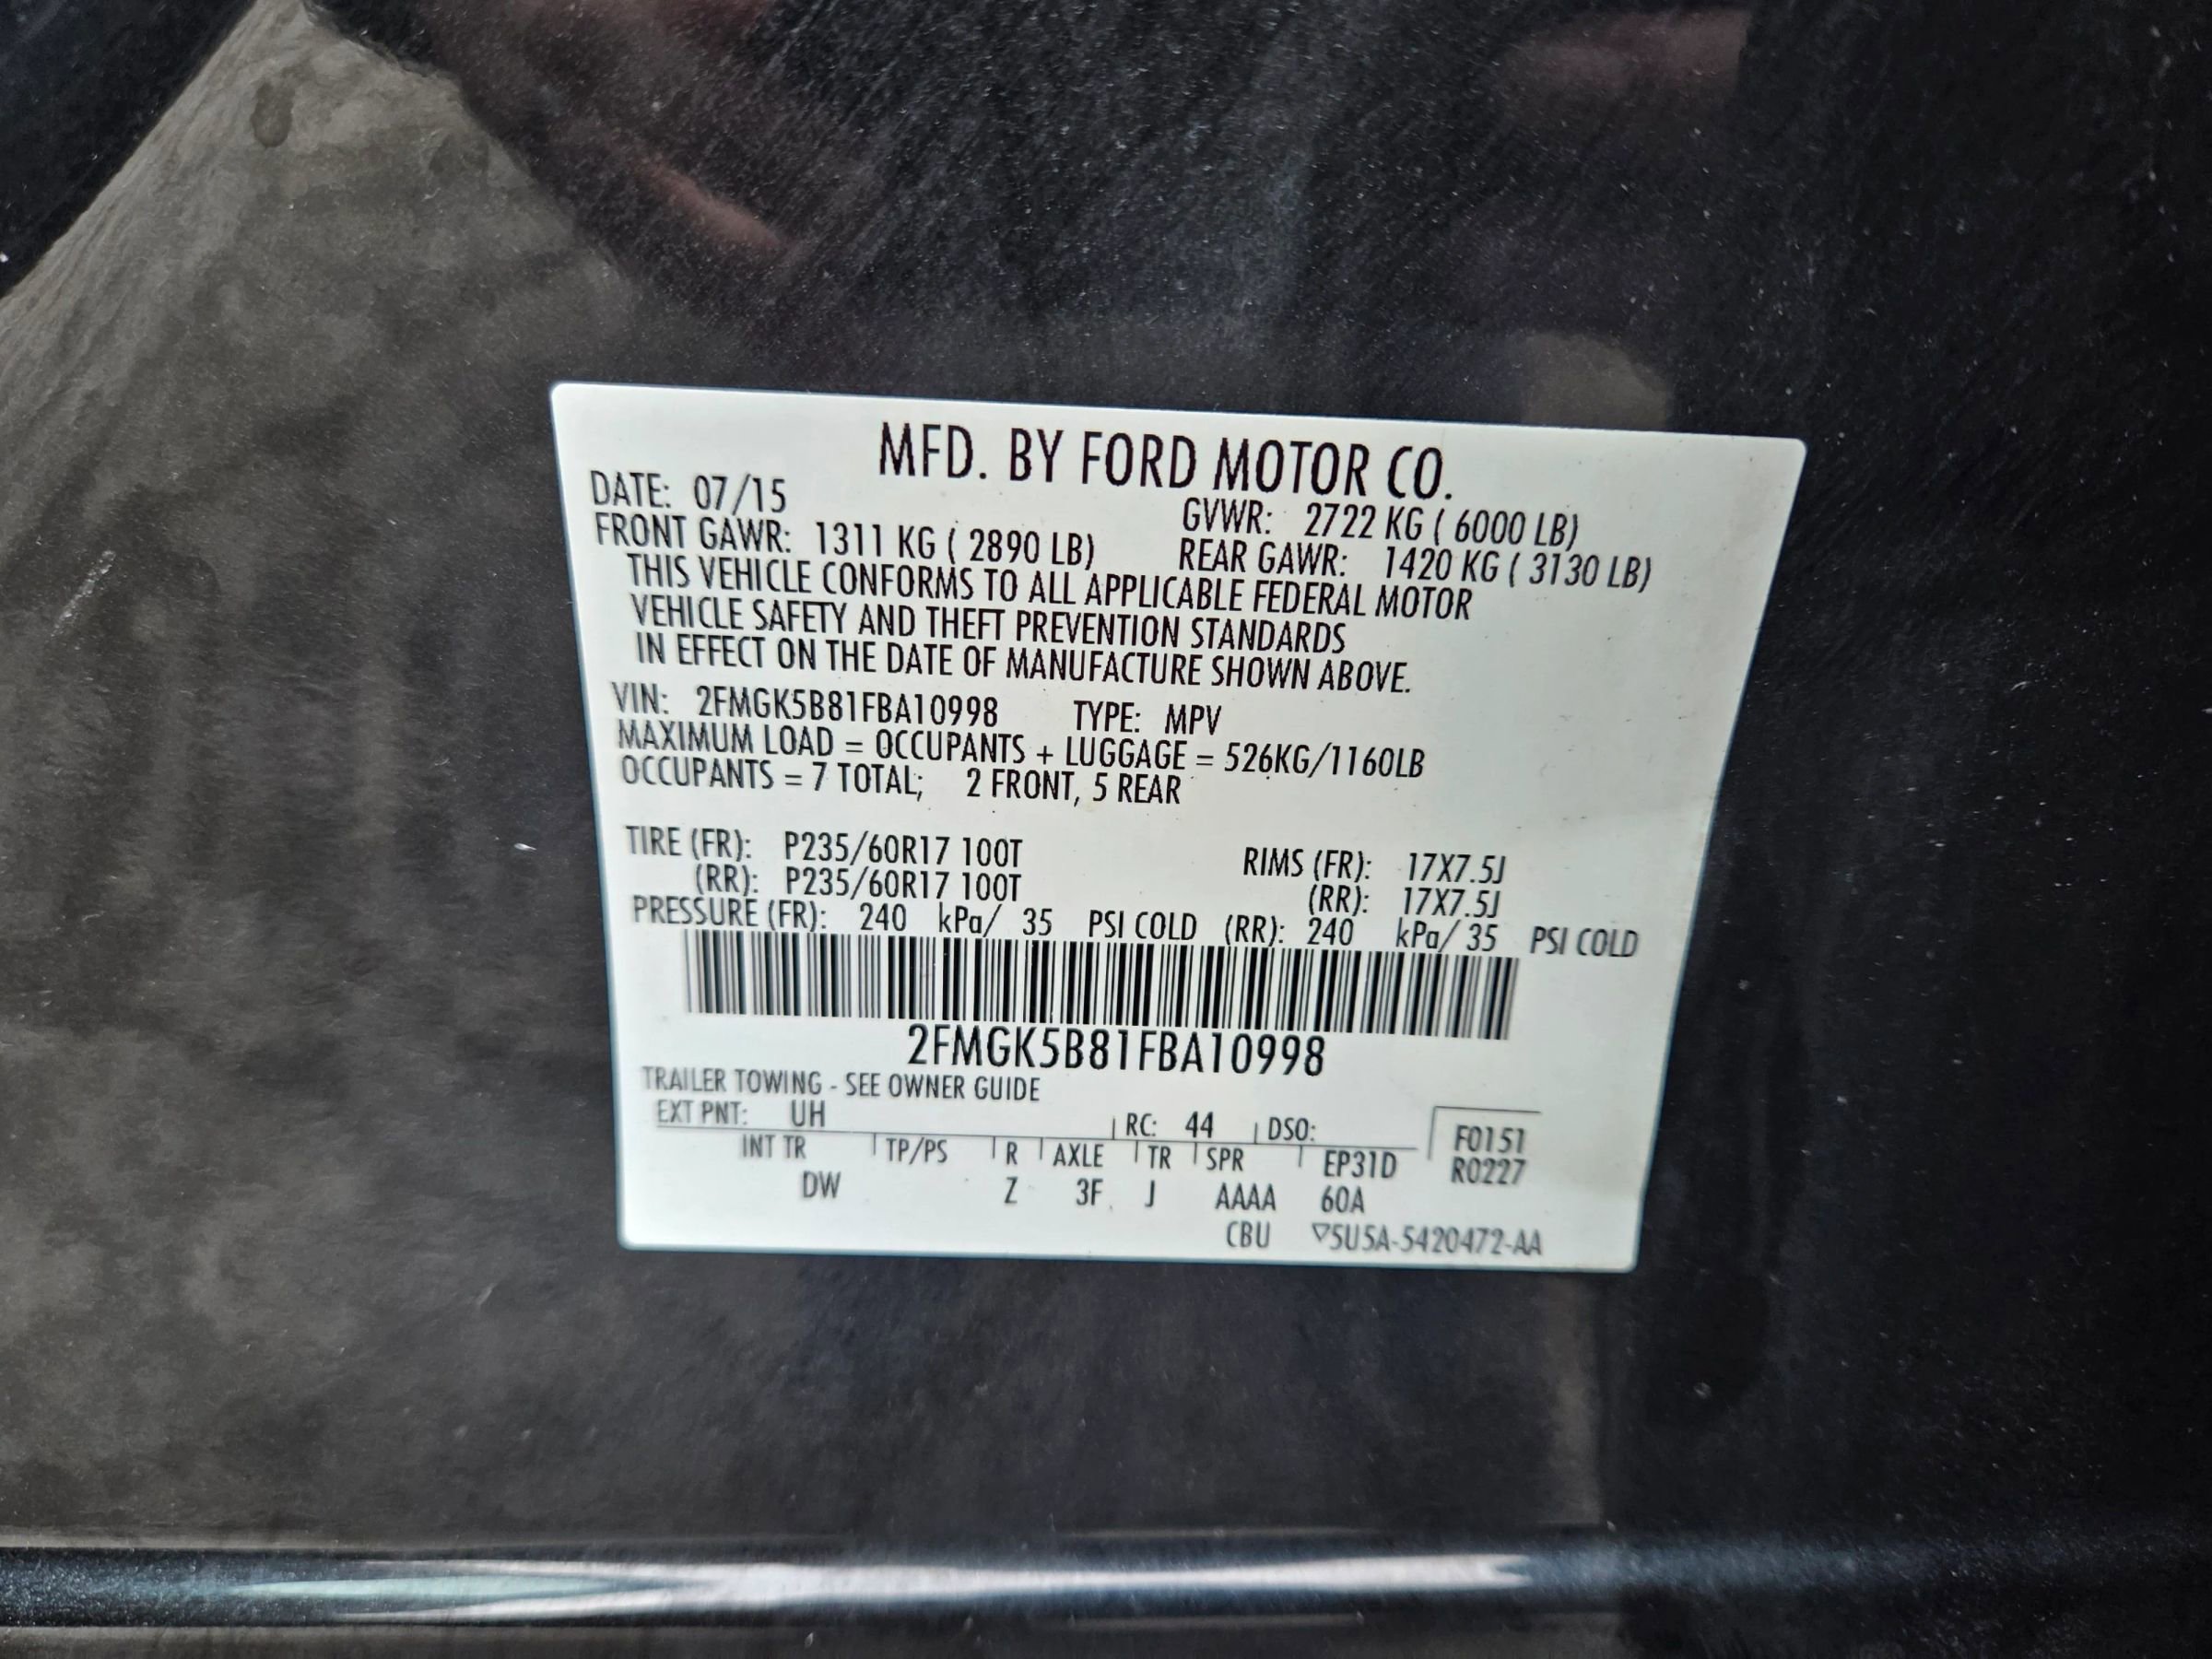 MFD. BY FORD MOTOR CO.
DATE: 07/15 GVWR: 2722 KG ( 6000 LB)
FRONT GAWR: 1311 KG ( 2890 LB) REAR GAWR: 1420 KG ( 3130 LB)
THIS VEHICLE CONFORMS TO ALL APPLICABLE FEDERAL MOTOR
VEHICLE SAFETY AND THEFT PREVENTION STANDARDS
IN EFFECT ON THE DATE OF MANUFACTURE SHOWN ABOVE.
VIN: 2FMGK5B81FBA10998 TYPE: MPV
MAXIMUM LOAD = OCCUPANTS + LUGGAGE = 526KG/1160LB
OCCUPANTS = 7 TOTAL; 2 FRONT, 5 REAR
TIRE (FR): P235/60R17 100T RIMS (FR): 17X7.5J
(RR): P235/60R17 100T (RR): 17X7.5J
PRESSURE (FR): 240 kPa/ 35 PSI COLD (RR): 240 kPa/ 35 PSI COLD
2FMGK5B81FBA10998
TRAILER TOWING - SEE OWNER GUIDE
EXT PNT: UH RC: 44 DSO: F0151
INT TR TP/PS R AXLE TR SPR EP31D R0227
DW Z 3F J AAAA 60A
CBU ▽5U5A-5420472-AA